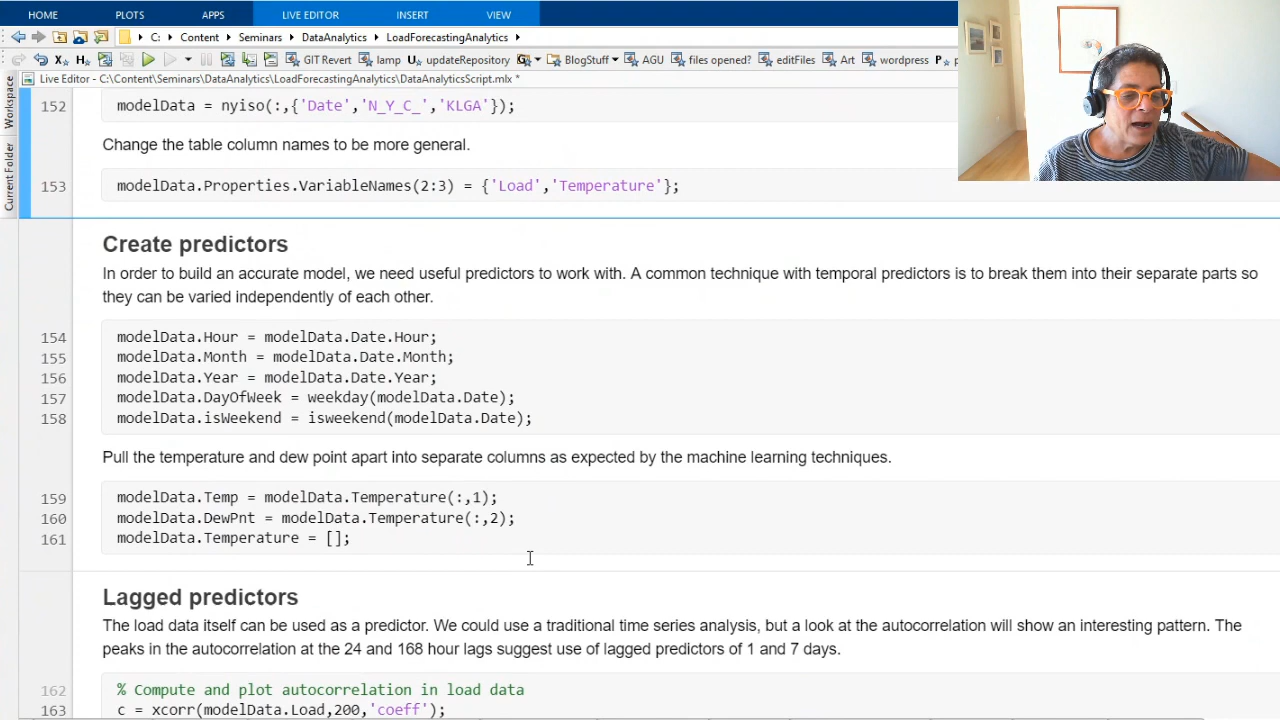 HOME PLOTS APPS LIVE EDITOR INSERT VIEW
C: Content Seminars DataAnalytics LoadForecastingAnalytics
GIT Revert lamp updateRepository BlogStuff AGU files opened? editFiles Art wordpress
Live Editor - C:\Content\Seminars\DataAnalytics\LoadForecastingAnalytics\DataAnalyticsScript.mlx *
Workspace
Current Folder
152 modelData = nyiso(:,{'Date','N_Y_C_','KLGA'});
Change the table column names to be more general.
153 modelData.Properties.VariableNames(2:3) = {'Load','Temperature'};
Create predictors
In order to build an accurate model, we need useful predictors to work with. A common technique with temporal predictors is to break them into their separate parts so
they can be varied independently of each other.
154 modelData.Hour = modelData.Date.Hour;
155 modelData.Month = modelData.Date.Month;
156 modelData.Year = modelData.Date.Year;
157 modelData.DayOfWeek = weekday(modelData.Date);
158 modelData.isWeekend = isweekend(modelData.Date);
Pull the temperature and dew point apart into separate columns as expected by the machine learning techniques.
159 modelData.Temp = modelData.Temperature(:,1);
160 modelData.DewPnt = modelData.Temperature(:,2);
161 modelData.Temperature = [];
Lagged predictors
The load data itself can be used as a predictor. We could use a traditional time series analysis, but a look at the autocorrelation will show an interesting pattern. The
peaks in the autocorrelation at the 24 and 168 hour lags suggest use of lagged predictors of 1 and 7 days.
162 % Compute and plot autocorrelation in load data
163 c = xcorr(modelData.Load,200,'coeff');